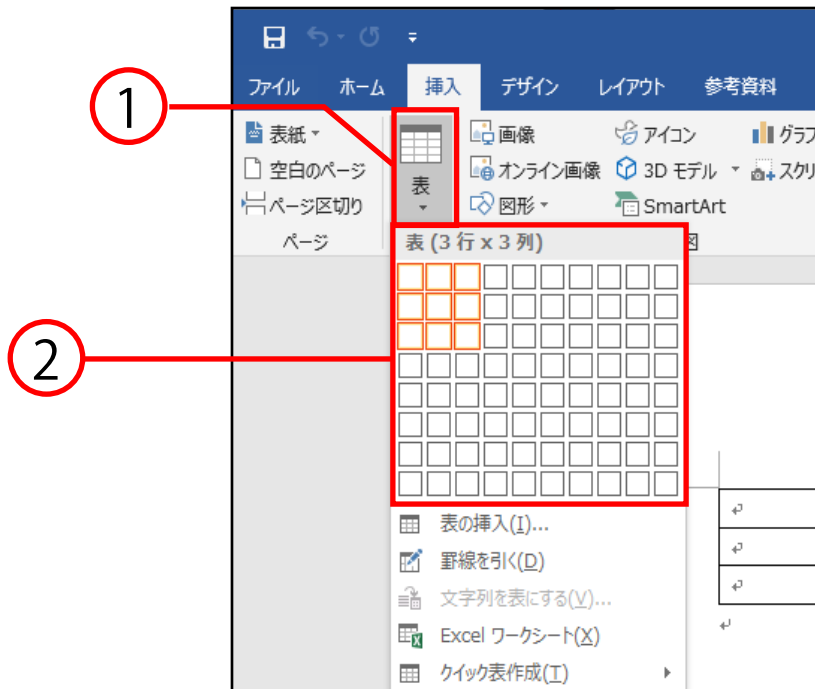 ファイル ホーム 挿入 デザイン レイアウト 参考資料
1
表紙
空白のページ
ページ区切り
ページ
表
画像
オンライン画像
図形
アイコン
3D モデル
SmartArt
グラフ
スクリ
図
表 (3 行 x 3 列)
2
表の挿入(I)...
罫線を引く(D)
文字列を表にする(V)...
Excel ワークシート(X)
クイック表作成(T)